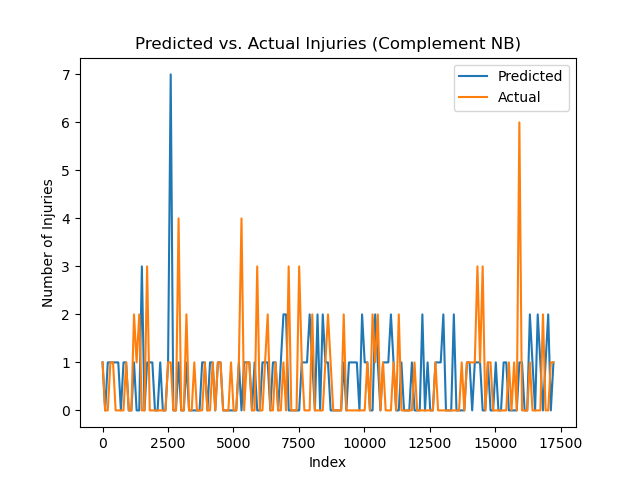 Predicted vs. Actual Injuries (Complement NB)
Predicted
Actual
Number of Injuries
7
6
5
4
3
2
1
0
0 2500 5000 7500 10000 12500 15000 17500
Index